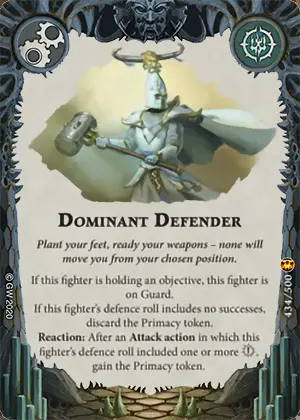 DOMINANT DEFENDER
Plant your feet, ready your weapons – none will
move you from your chosen position.
If this fighter is holding an objective, this fighter is
on Guard.
If this fighter's defence roll includes no successes,
discard the Primacy token.
Reaction: After an Attack action in which this
fighter's defence roll included one or more ,
gain the Primacy token.
© GW 2020
434/500